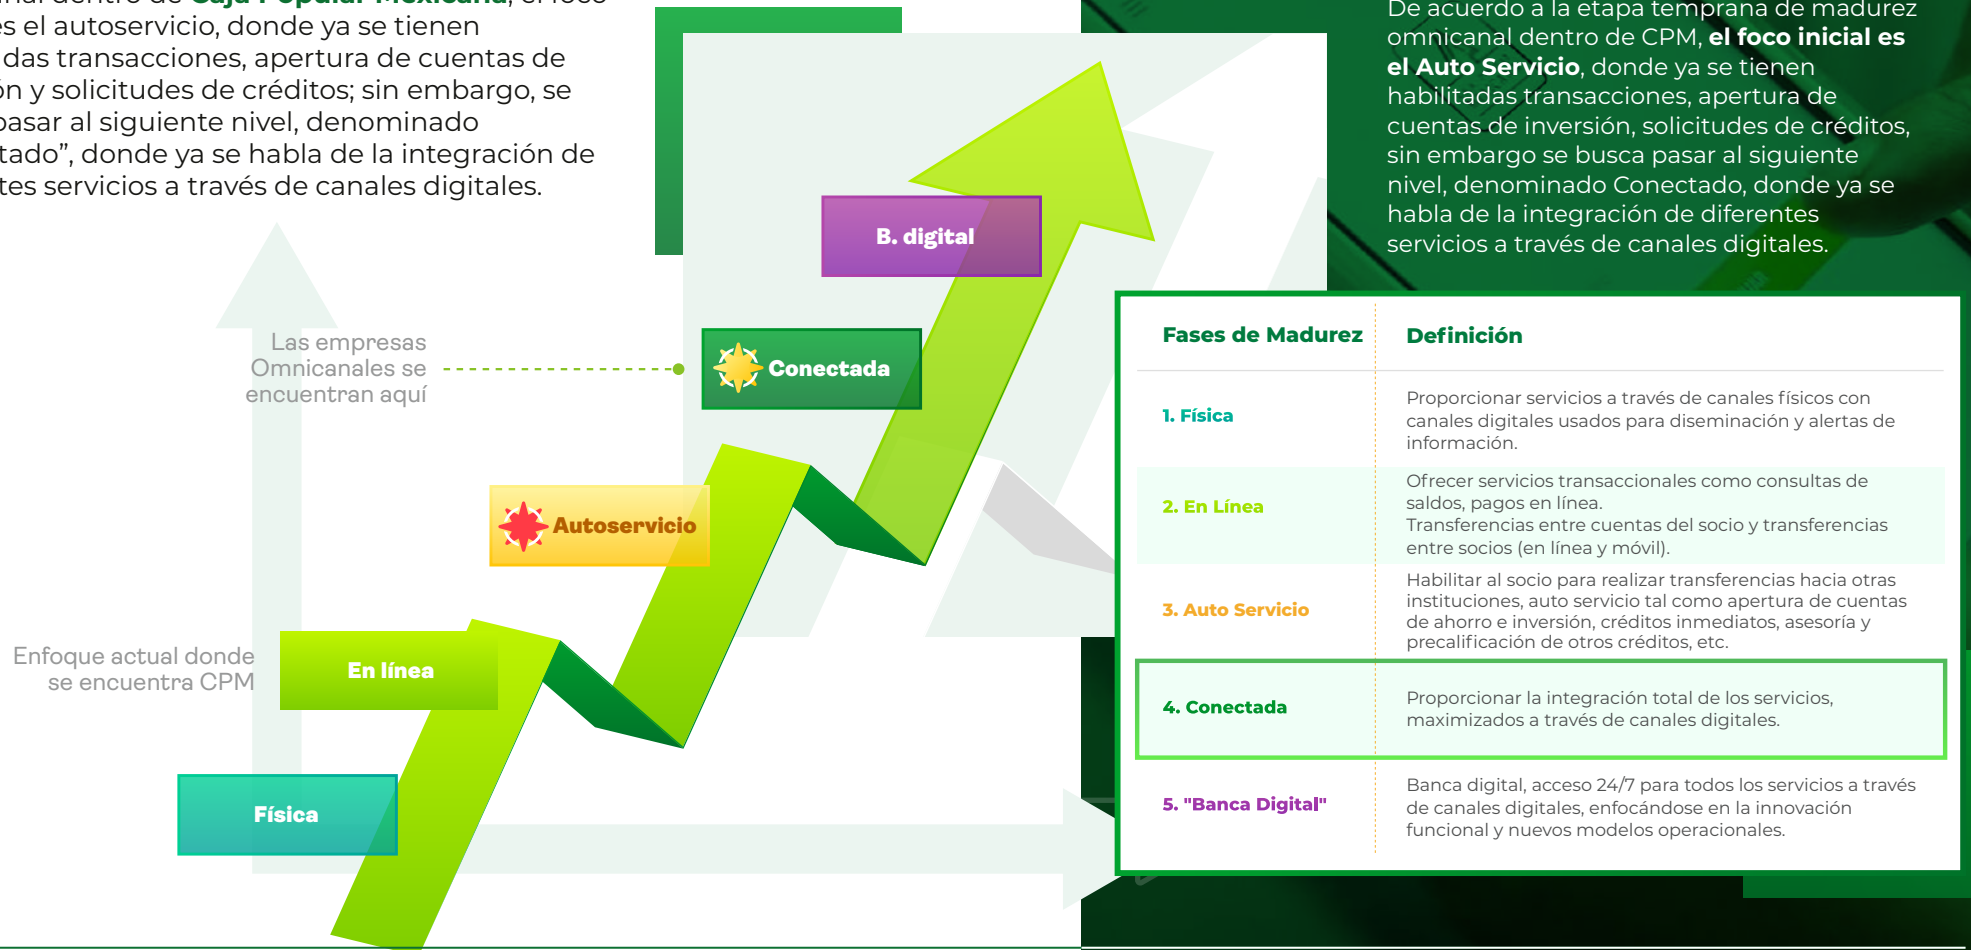 dentro de Caja Popular Mexicana, el foco
es el autoservicio, donde ya se tienen
das transacciones, apertura de cuentas de
ón y solicitudes de créditos; sin embargo, se
pasar al siguiente nivel, denominado
tado”, donde ya se habla de la integración de
tes servicios a través de canales digitales.
De acuerdo a la etapa temprana de madurez
omnicanal dentro de CPM, el foco inicial es
el Auto Servicio, donde ya se tienen
habilitadas transacciones, apertura de
cuentas de inversión, solicitudes de créditos,
sin embargo se busca pasar al siguiente
nivel, denominado Conectado, donde ya se
habla de la integración de diferentes
servicios a través de canales digitales.
B. digital
Las empresas
Omnicanales se
encuentran aquí
Conectada
Autoservicio
Enfoque actual donde
se encuentra CPM
En línea
Física
Fases de Madurez Definición
1. Física
Proporcionar servicios a través de canales físicos con
canales digitales usados para diseminación y alertas de
información.
2. En Línea
Ofrecer servicios transaccionales como consultas de
saldos, pagos en línea.
Transferencias entre cuentas del socio y transferencias
entre socios (en línea y móvil).
3. Auto Servicio
Habilitar al socio para realizar transferencias hacia otras
instituciones, auto servicio tal como apertura de cuentas
de ahorro e inversión, créditos inmediatos, asesoría y
precalificación de otros créditos, etc.
4. Conectada
Proporcionar la integración total de los servicios,
maximizados a través de canales digitales.
5. "Banca Digital"
Banca digital, acceso 24/7 para todos los servicios a través
de canales digitales, enfocándose en la innovación
funcional y nuevos modelos operacionales.